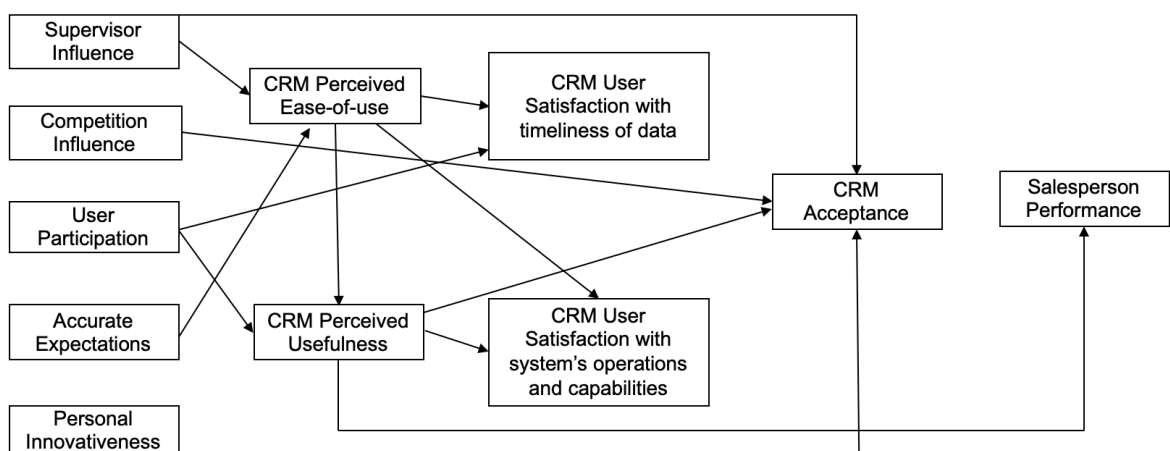 Supervisor
Influence
CRM Perceived
Ease-of-use
CRM User
Satisfaction with
timeliness of data
Competition
Influence
CRM
Acceptance
Salesperson
Performance
User
Participation
Accurate
Expectations
CRM Perceived
Usefulness
CRM User
Satisfaction with
system’s operations
and capabilities
Personal
Innovativeness